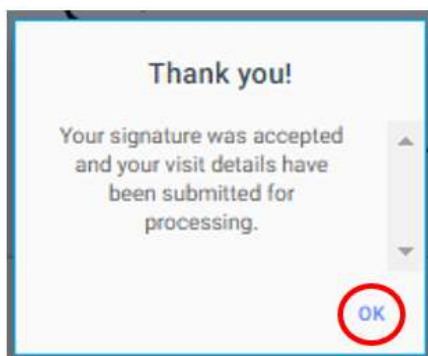 Thank you!
Your signature was accepted
and your visit details have
been submitted for
processing.
OK